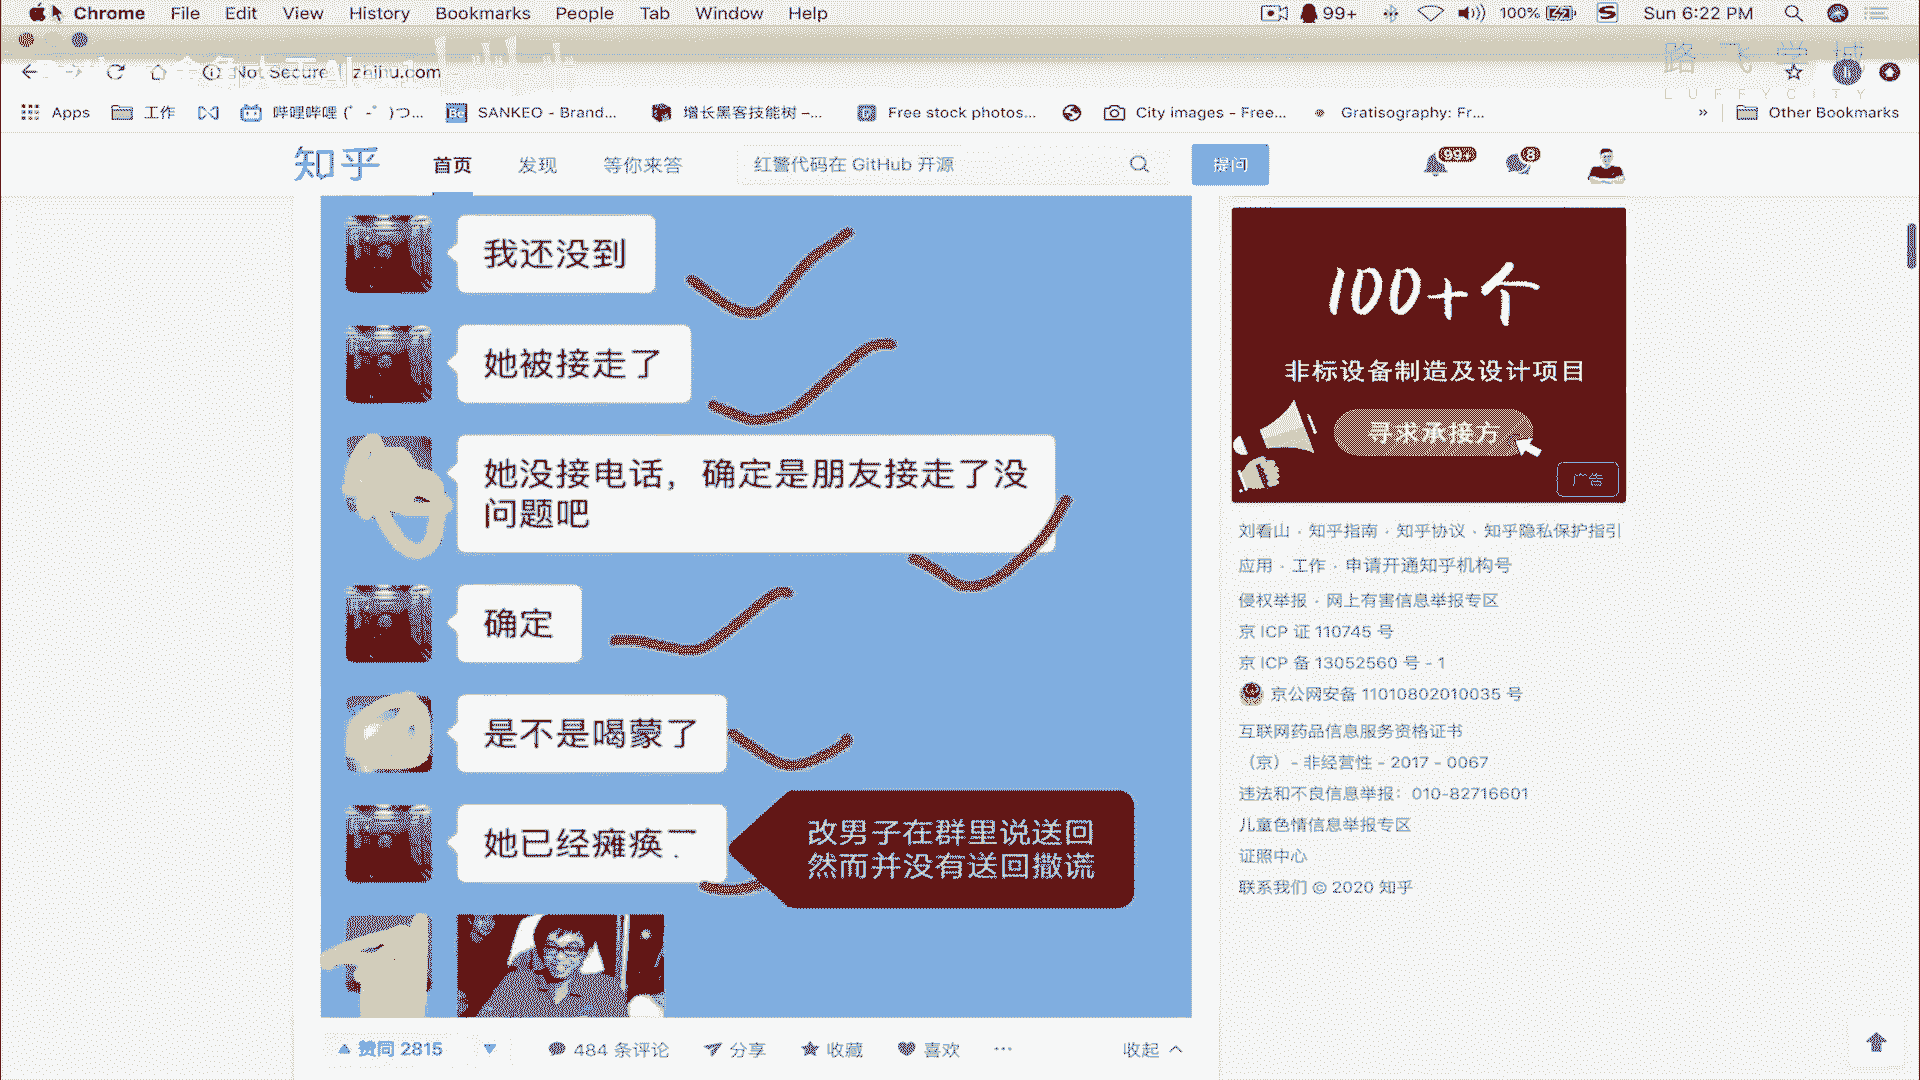 Chrome File Edit View History Bookmarks People Tab Window Help 99+ 100% Sun 6:22 PM
Not Secure zhihu.com
路飞学城
LUFFYCITY
Apps 工作 哔哩哔哩 ( ゜- ゜)つ... SANKEO - Brand... 增长黑客技能树 –... Free stock photos... City images - Free... Gratisography: Fr... » Other Bookmarks
知乎 首页 发现 等你来答 红警代码在 GitHub 开源 提问 99+ 8
我还没到
她被接走了
她没接电话，确定是朋友接走了没
问题吧
确定
是不是喝蒙了
她已经瘫痪了
改男子在群里说送回
然而并没有送回撒谎
赞同 2815 484 条评论 分享 收藏 喜欢 ··· 收起
100+个
非标设备制造及设计项目
寻求承接方
广告
刘看山 · 知乎指南 · 知乎协议 · 知乎隐私保护指引
应用 · 工作 · 申请开通知乎机构号
侵权举报 · 网上有害信息举报专区
京 ICP 证 110745 号
京 ICP 备 13052560 号 - 1
京公网安备 11010802010035 号
互联网药品信息服务资格证书
（京）- 非经营性 - 2017 - 0067
违法和不良信息举报：010-82716601
儿童色情信息举报专区
证照中心
联系我们 © 2020 知乎